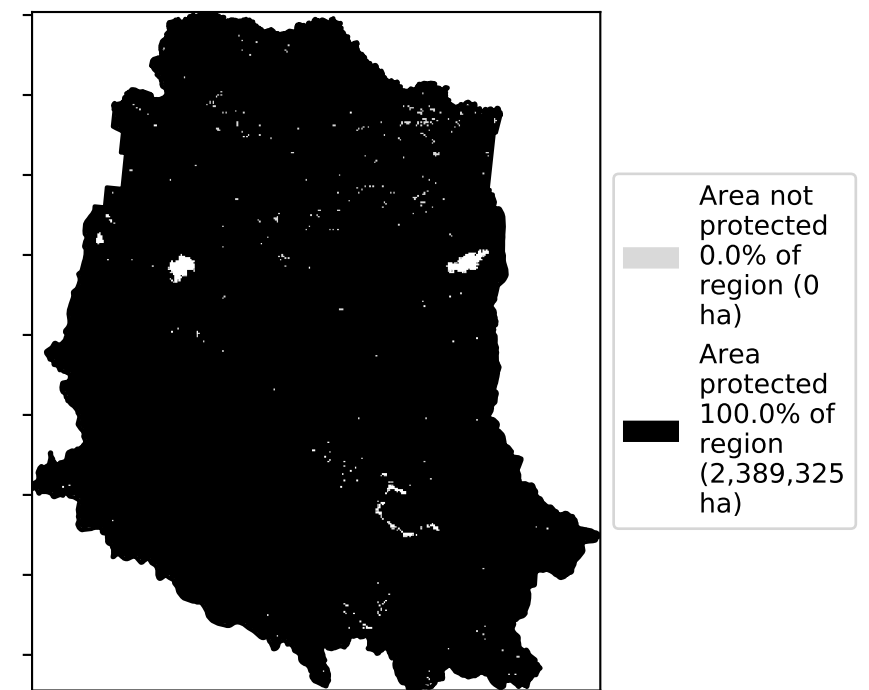 Area not
protected
0.0% of
region (0
ha)
Area
protected
100.0% of
region
(2,389,325
ha)